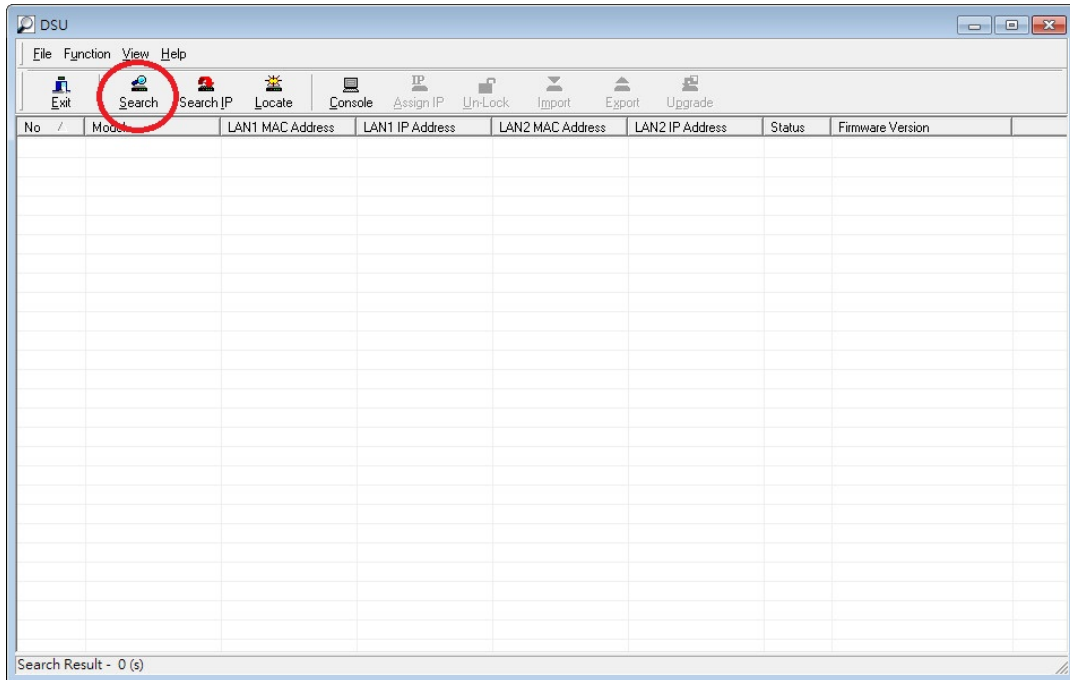 DSU
File Function View Help
IP
Exit Search Search IP Locate Console Assign IP Un-Lock Import Export Upgrade
No / Model LAN1 MAC Address LAN1 IP Address LAN2 MAC Address LAN2 IP Address Status Firmware Version
Search Result - 0 (s)